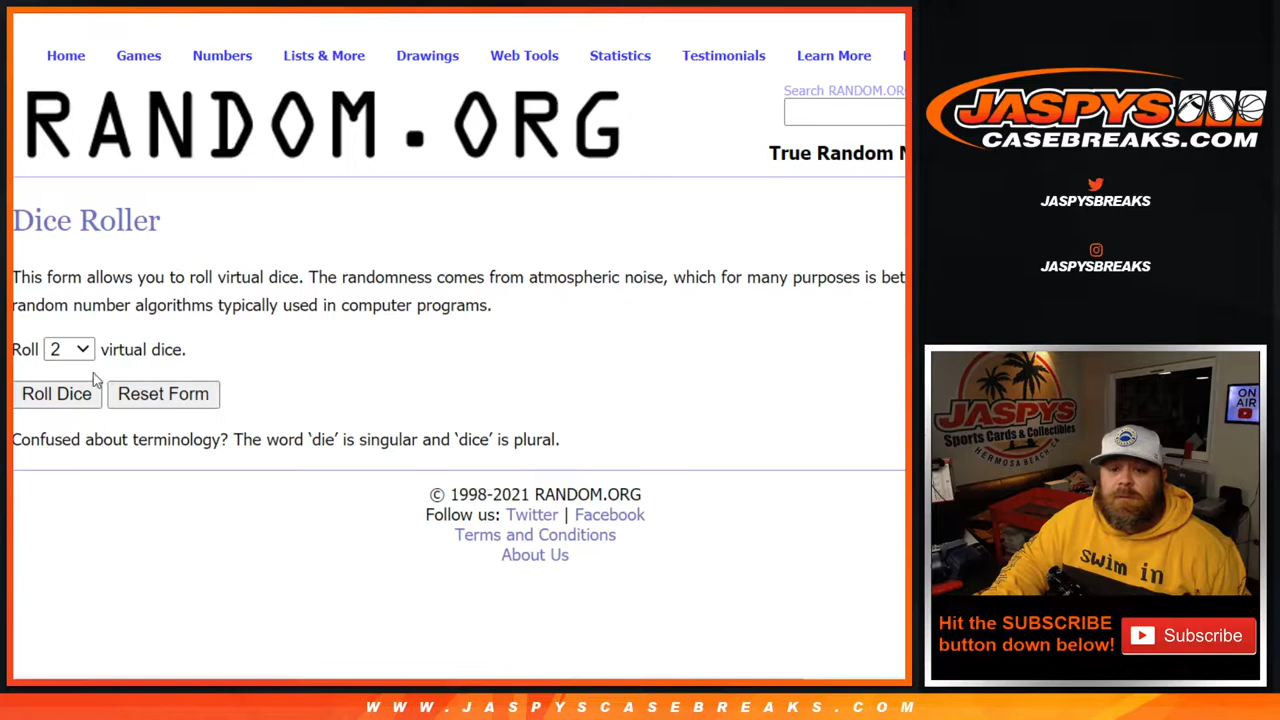 Home Games Numbers Lists & More Drawings Web Tools Statistics Testimonials Learn More
RANDOM.ORG
Search RANDOM.OR
True Random
Dice Roller
This form allows you to roll virtual dice. The randomness comes from atmospheric noise, which for many purposes is bet
random number algorithms typically used in computer programs.
Roll 2 virtual dice.
Roll Dice Reset Form
Confused about terminology? The word ‘die’ is singular and ‘dice’ is plural.
© 1998-2021 RANDOM.ORG
Follow us: Twitter | Facebook
Terms and Conditions
About Us
JASPYS
CASEBREAKS.COM
JASPYSBREAKS
JASPYSBREAKS
JASPYS
Sports Cards & Collectibles
HERMOSA BEACH, CA
ON
AIR
swim in
Hit the SUBSCRIBE
button down below!
Subscribe
WWW.JASPYSCASEBREAKS.COM